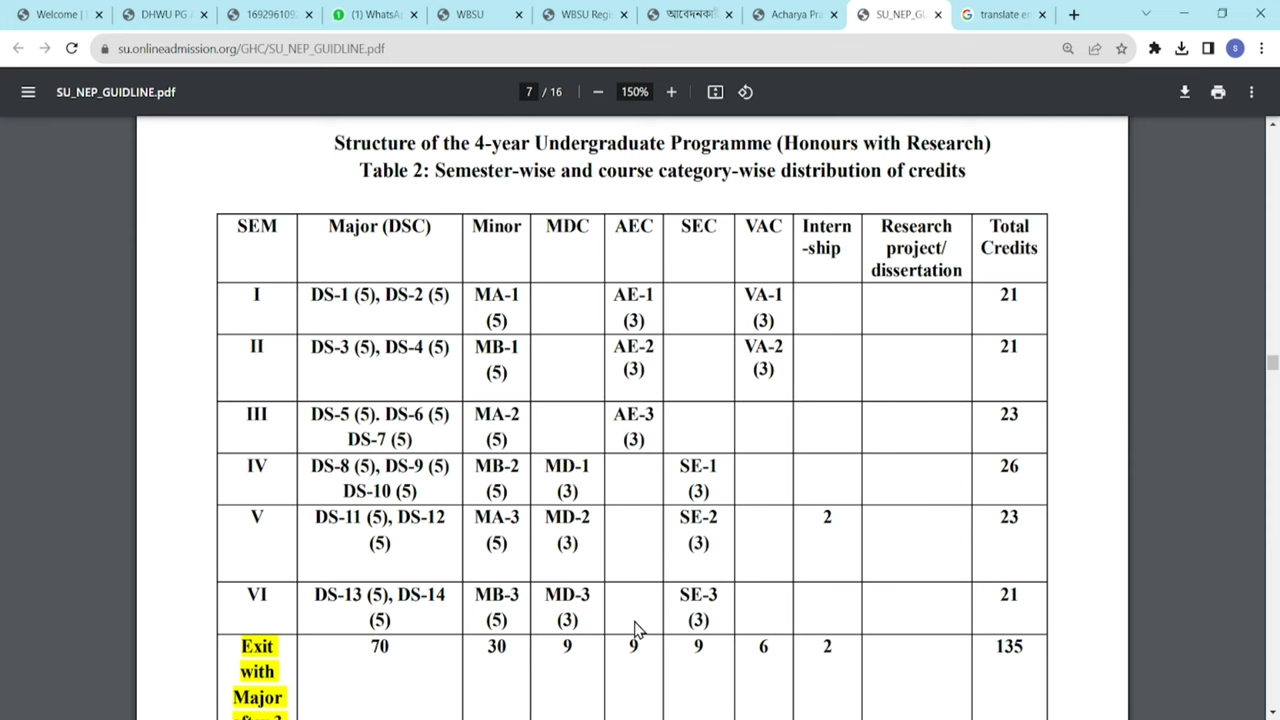 Welcome |
DHWU PG
169296109
(1) WhatsA
WBSU
WBSU Regi
আবেদনকা
Acharya Pra
SU_NEP_GU
translate e
su.onlineadmission.org/GHC/SU_NEP_GUIDLINE.pdf
S
SU_NEP_GUIDLINE.pdf
7 / 16
150%
Structure of the 4-year Undergraduate Programme (Honours with Research)
Table 2: Semester-wise and course category-wise distribution of credits
SEM Major (DSC) Minor MDC AEC SEC VAC Intern Research Total
-ship project/ Credits
dissertation
I DS-1 (5), DS-2 (5) MA-1 AE-1 VA-1 21
(5) (3) (3)
II DS-3 (5), DS-4 (5) MB-1 AE-2 VA-2 21
(5) (3) (3)
III DS-5 (5). DS-6 (5) MA-2 AE-3 23
DS-7 (5) (5) (3)
IV DS-8 (5), DS-9 (5) MB-2 MD-1 SE-1 26
DS-10 (5) (5) (3) (3)
V DS-11 (5), DS-12 MA-3 MD-2 SE-2 2 23
(5) (5) (3) (3)
VI DS-13 (5), DS-14 MB-3 MD-3 SE-3 21
(5) (5) (3) (3)
Exit 70 30 9 9 9 6 2 135
with
Major
after 3